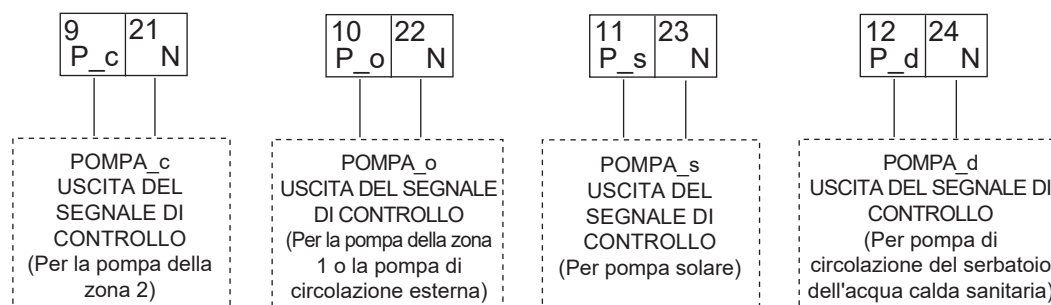 9 21
P_c N
POMPA_c
USCITA DEL
SEGNALE DI
CONTROLLO
(Per la pompa della
zona 2)
10 22
P_o N
POMPA_o
USCITA DEL SEGNALE
DI CONTROLLO
(Per la pompa della zona
1 o la pompa di
circolazione esterna)
11 23
P_s N
POMPA_s
USCITA DEL
SEGNALE DI
CONTROLLO
(Per pompa solare)
12 24
P_d N
POMPA_d
USCITA DEL SEGNALE DI
CONTROLLO
(Per pompa di
circolazione del serbatoio
dell'acqua calda sanitaria)